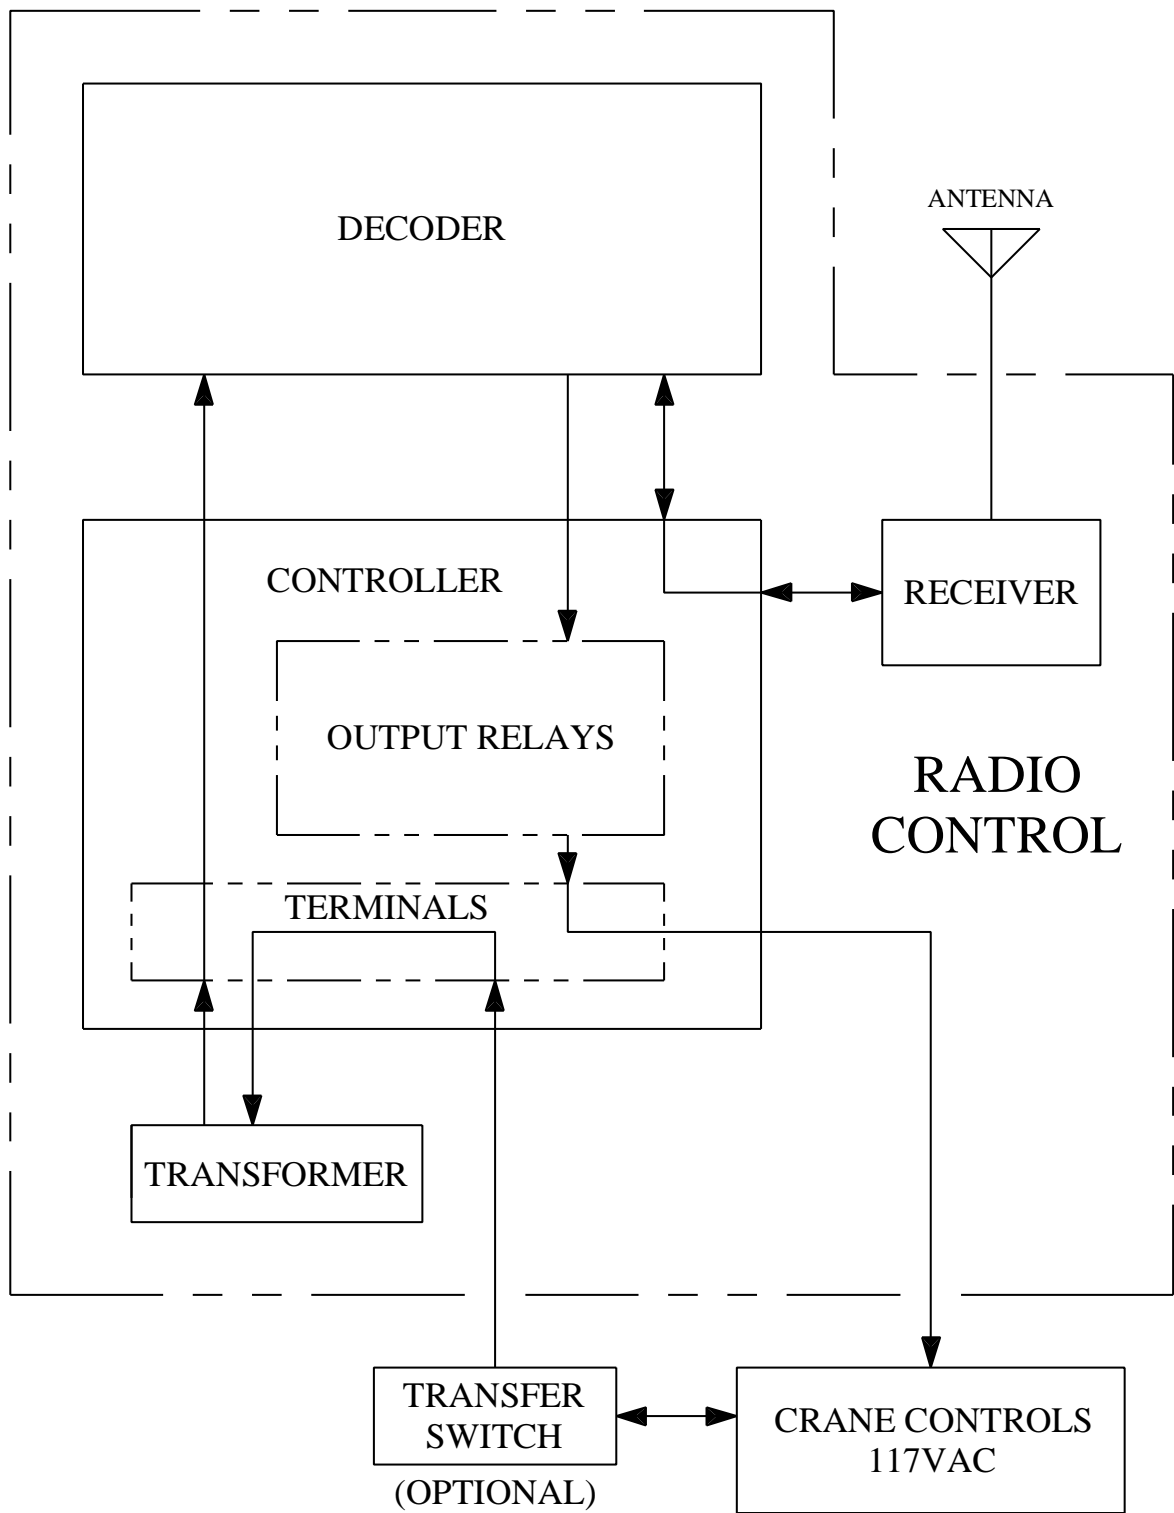 DECODER
ANTENNA
CONTROLLER
RECEIVER
OUTPUT RELAYS
RADIO
CONTROL
TERMINALS
TRANSFORMER
TRANSFER
SWITCH
(OPTIONAL)
CRANE CONTROLS
117VAC